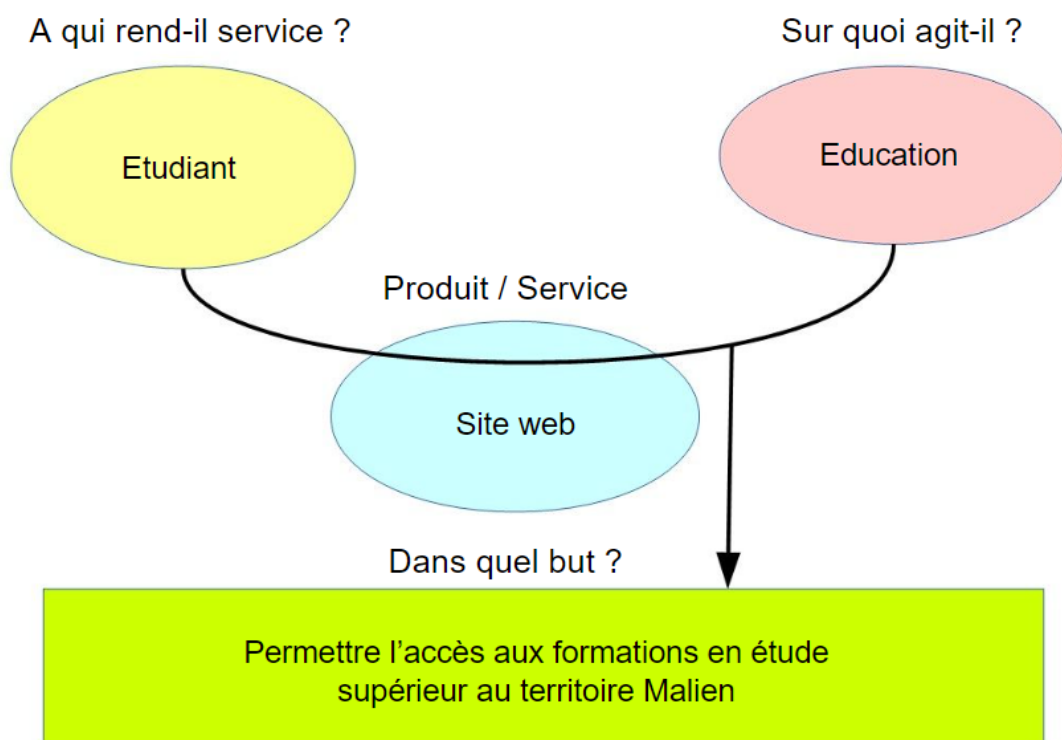 A qui rend-il service ?
Sur quoi agit-il ?
Etudiant
Education
Produit / Service
Site web
Dans quel but ?
Permettre l’accès aux formations en étude
supérieur au territoire Malien